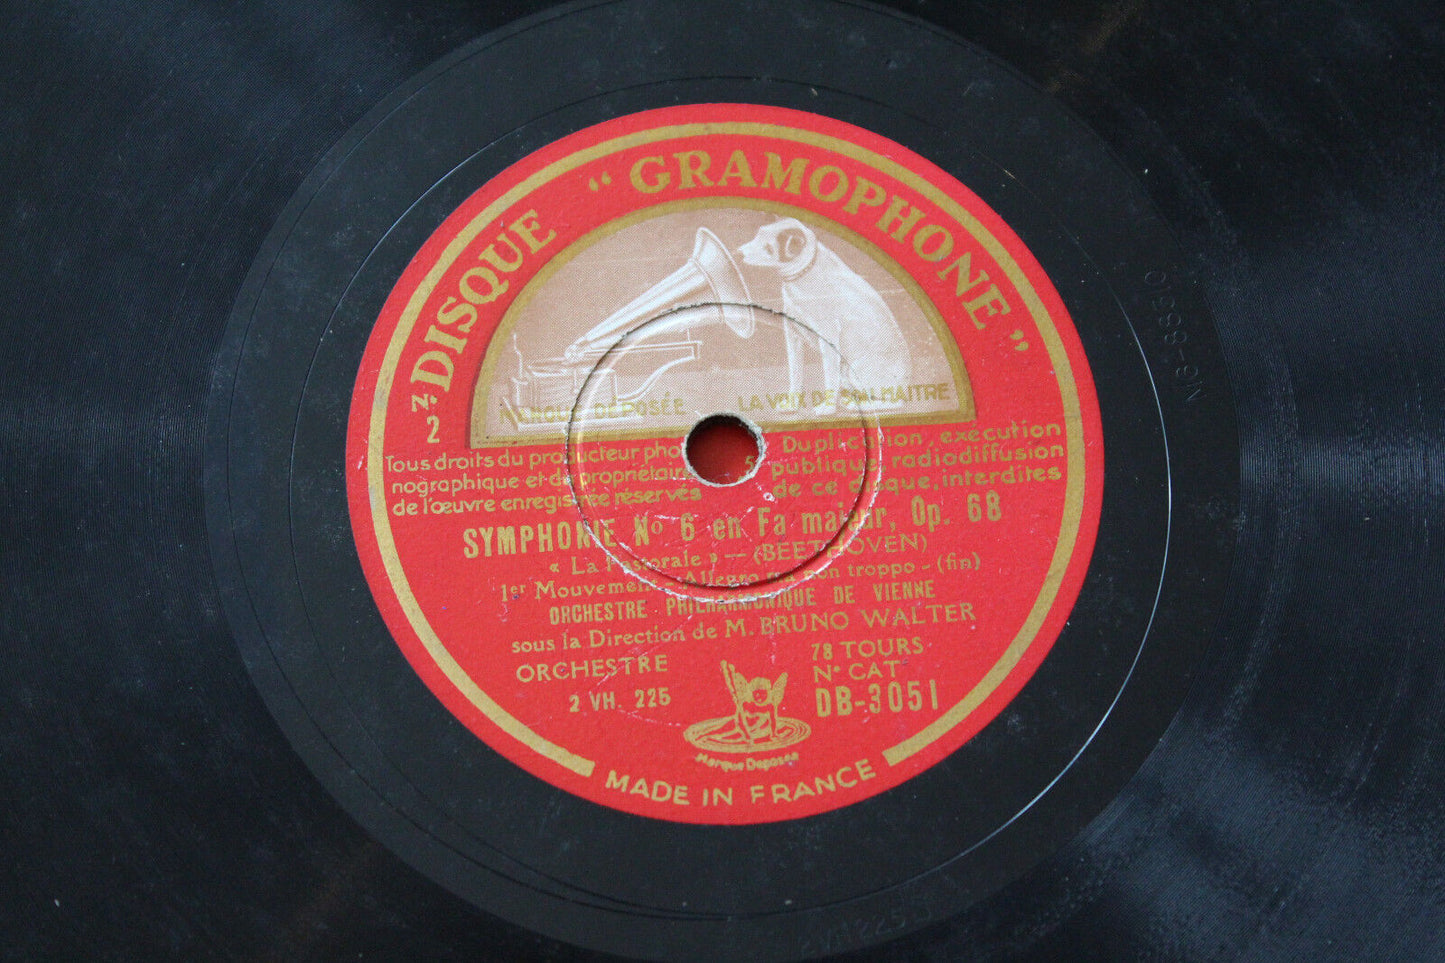 DISQUE "GRAMOPHONE"
N.
2
MARQUE DÉPOSÉE LA VOIX DE SON MAITRE
Tous droits du producteur pho-
nographique et de propriétaire
de l'œuvre enregistrée réservés
Duplication, exécution
publique, radiodiffusion
de ce disque, interdites
SYMPHONIE No 6 en Fa majeur, Op. 68
« La Pastorale » - (BEETHOVEN)
1er Mouvement - Allegro ma non troppo - (fin)
ORCHESTRE PHILHARMONIQUE DE VIENNE
sous la Direction de M. BRUNO WALTER
ORCHESTRE
2 VH. 225
78 TOURS
No CAT
DB-3051
Marque Déposée
MADE IN FRANCE